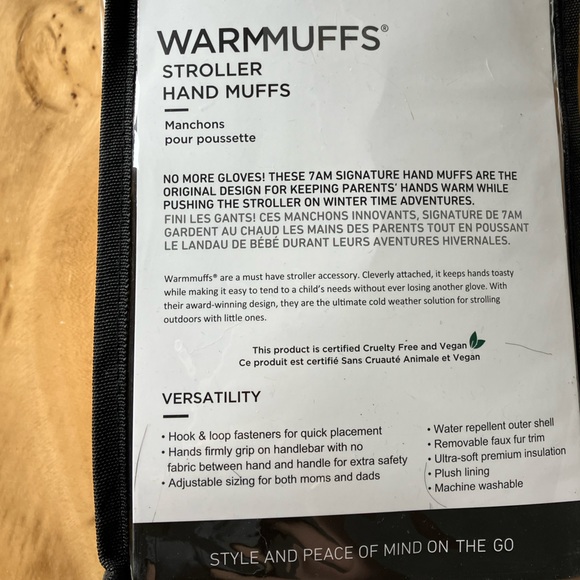 WARMMUFFS®
STROLLER
HAND MUFFS
Manchons
pour poussette
NO MORE GLOVES! THESE 7AM SIGNATURE HAND MUFFS ARE THE
ORIGINAL DESIGN FOR KEEPING PARENTS' HANDS WARM WHILE
PUSHING THE STROLLER ON WINTER TIME ADVENTURES.
FINI LES GANTS! CES MANCHONS INNOVANTS, SIGNATURE DE 7AM
GARDENT AU CHAUD LES MAINS DES PARENTS TOUT EN POUSSANT
LE LANDAU DE BÉBÉ DURANT LEURS AVENTURES HIVERNALES.
Warmmuffs® are a must have stroller accessory. Cleverly attached, it keeps hands toasty
while making it easy to tend to a child's needs without ever losing another glove. With
their award-winning design, they are the ultimate cold weather solution for strolling
outdoors with little ones.
This product is certified Cruelty Free and Vegan
Ce produit est certifié Sans Cruauté Animale et Vegan
VERSATILITY
• Hook & loop fasteners for quick placement
• Hands firmly grip on handlebar with no
fabric between hand and handle for extra safety
• Adjustable sizing for both moms and dads
• Water repellent outer shell
• Removable faux fur trim
• Ultra-soft premium insulation
• Plush lining
• Machine washable
STYLE AND PEACE OF MIND ON THE GO